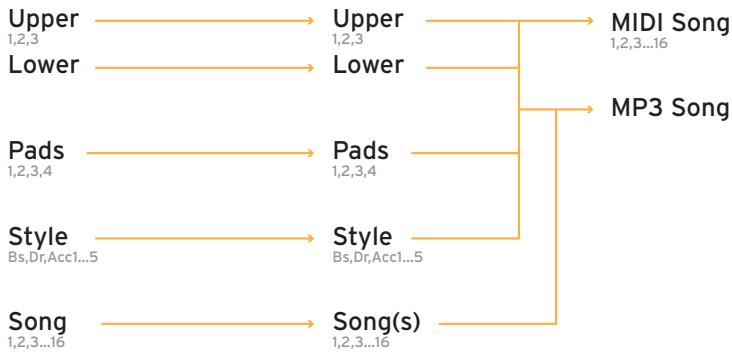 Upper
1,2,3
Upper
1,2,3
MIDI Song
1,2,3...16
Lower
Lower
MP3 Song
Pads
1,2,3,4
Pads
1,2,3,4
Style
Bs,Dr,Acc1...5
Style
Bs,Dr,Acc1...5
Song
1,2,3...16
Song(s)
1,2,3...16